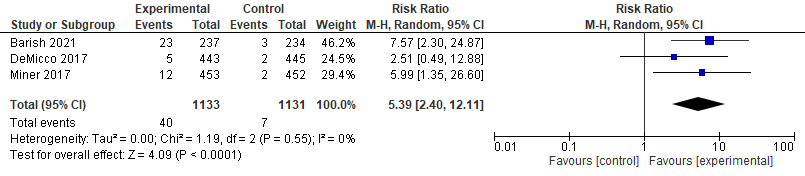 Experimental Control Risk Ratio Risk Ratio
Study or Subgroup Events Total Events Total Weight M-H, Random, 95% CI M-H, Random, 95% CI
Barish 2021 23 237 3 234 46.2% 7.57 [2.30, 24.87]
DeMicco 2017 5 443 2 445 24.5% 2.51 [0.49, 12.88]
Miner 2017 12 453 2 452 29.4% 5.99 [1.35, 26.60]
Total (95% CI) 1133 1131 100.0% 5.39 [2.40, 12.11]
Total events 40 7
Heterogeneity: Tau² = 0.00; Chi² = 1.19, df = 2 (P = 0.55); I² = 0%
Test for overall effect: Z = 4.09 (P < 0.0001)
0.01 0.1 1 10 100
Favours [control] Favours [experimental]